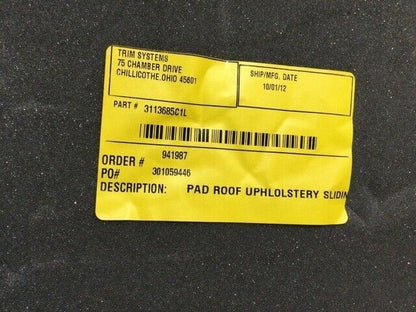 TRIM SYSTEMS
75 CHAMBER DRIVE
CHILLICOTHE,OHIO 45601
SHIP/MFG. DATE
10/01/12
PART # 3113685C1L
ORDER # 941987
PO# 301059446
DESCRIPTION: PAD ROOF UPHLOLSTERY SLIDIN